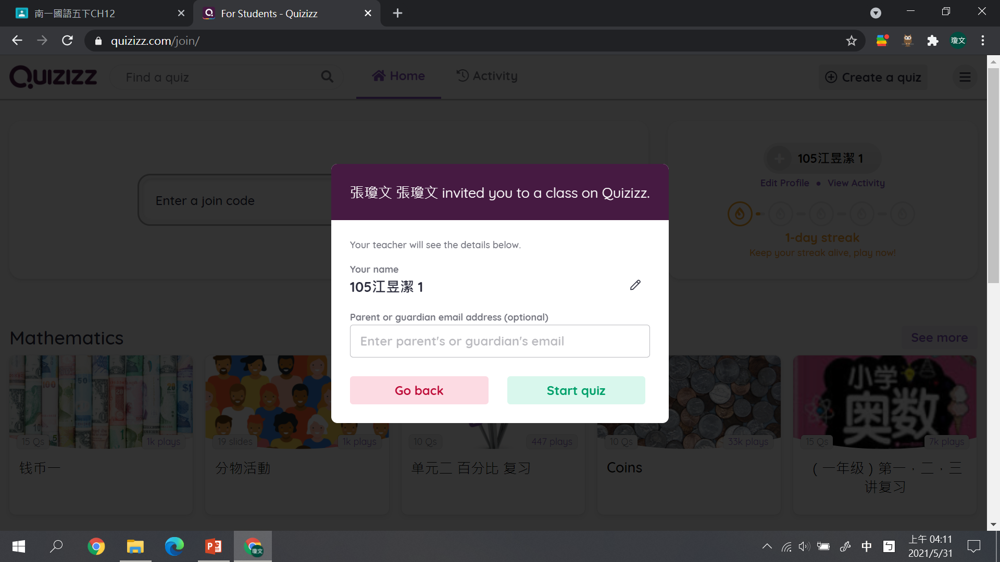 南一國語五下CH12
For Students - Quizizz
quizizz.com/join/
瓊文
QUIZIZZ
Find a quiz
Home
Activity
Create a quiz
Enter a join code
105江昱潔 1
Edit Profile • View Activity
1-day streak
Keep your streak alive, play now!
張瓊文 張瓊文 invited you to a class on Quizizz.
Your teacher will see the details below.
Your name
105江昱潔 1
Parent or guardian email address (optional)
Enter parent's or guardian's email
Go back
Start quiz
Mathematics
See more
小学
奥数
15 Qs
1k plays
19 slides
1k plays
10 Qs
447 plays
10 Qs
33k plays
15 Qs
7k plays
钱币一
分物活動
单元二 百分比 复习
Coins
( 一年级 ) 第一，二，三
讲复习
瓊文
中
ㄅ
上午 04:11
2021/5/31